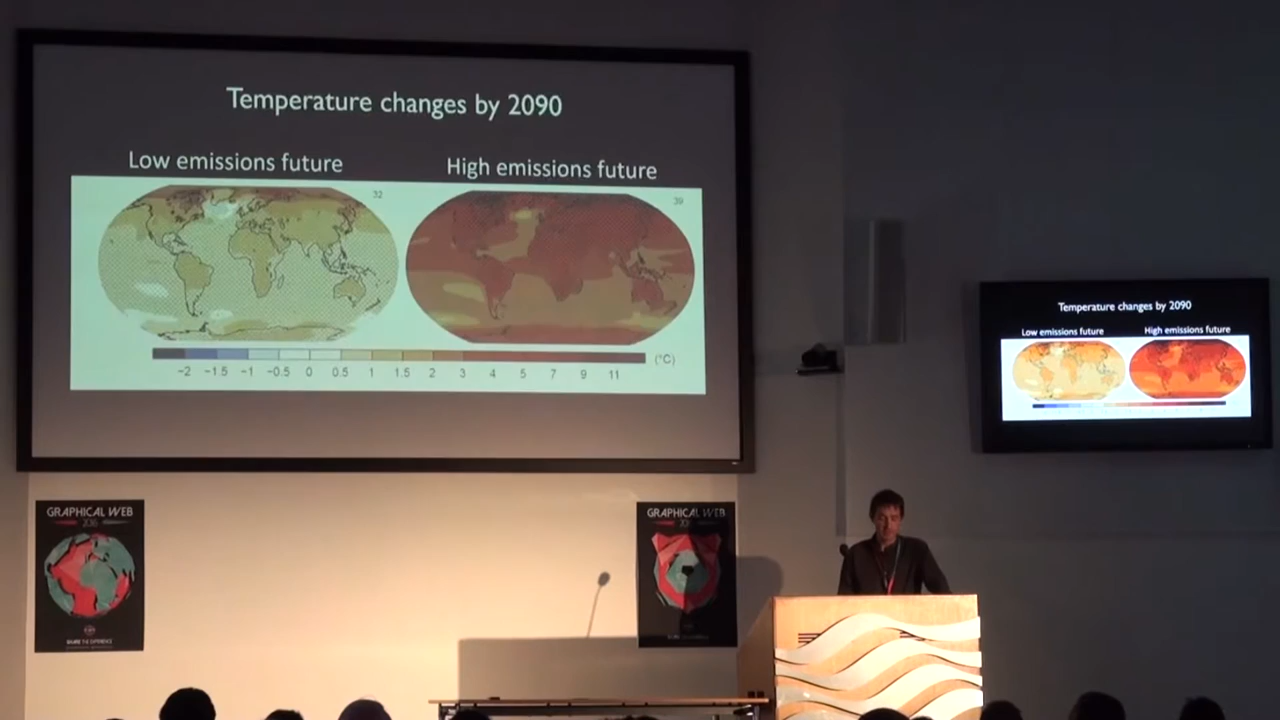 Temperature changes by 2090
Low emissions future
High emissions future
32
39
−2 −1.5 −1 −0.5 0 0.5 1 1.5 2 3 4 5 7 9 11 (°C)
Temperature changes by 2090
Low emissions future
High emissions future
GRAPHICAL WEB
2016
GRAPHICAL WEB